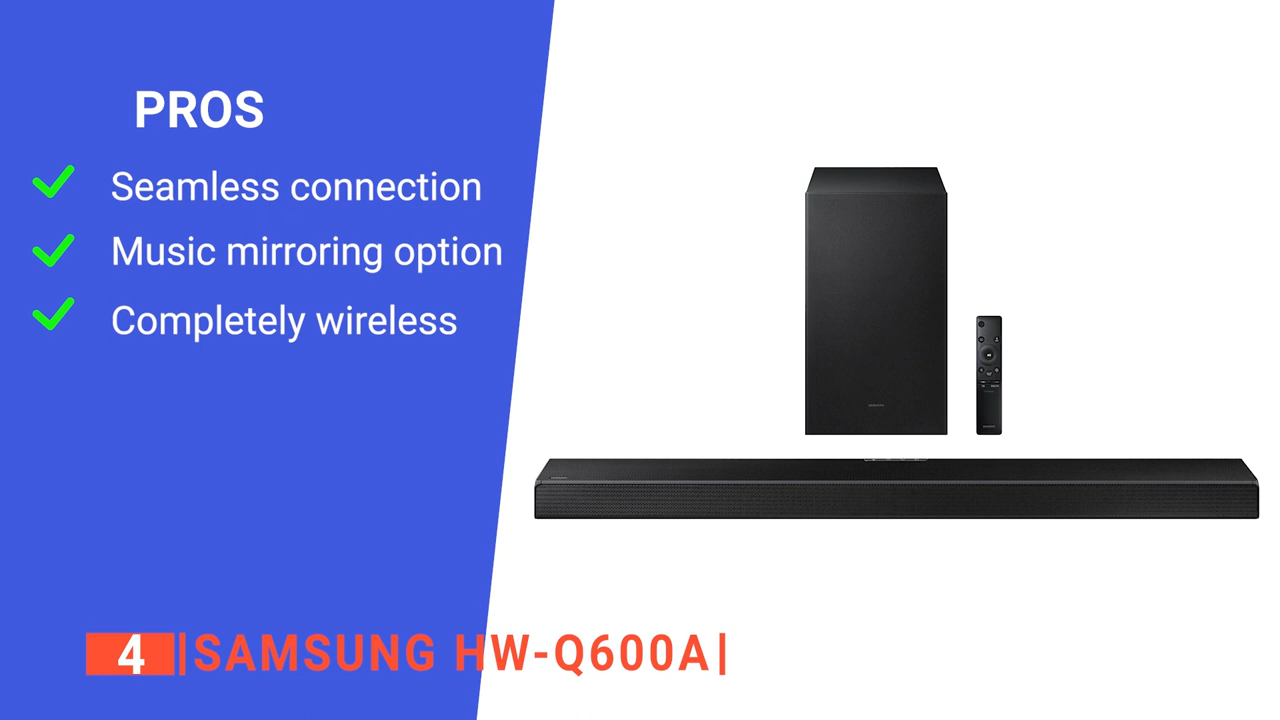 PROS
Seamless connection
Music mirroring option
Completely wireless
4 |SAMSUNG HW-Q600A|